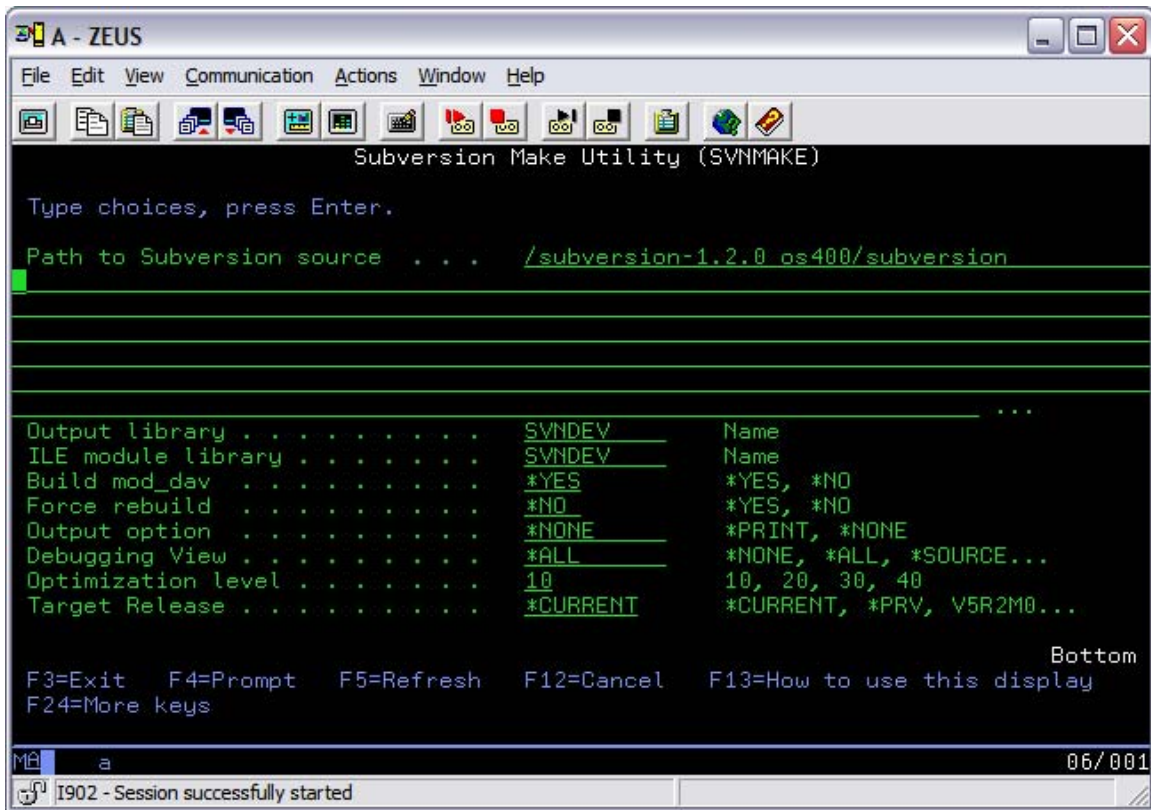 A - ZEUS
File Edit View Communication Actions Window Help
Subversion Make Utility (SVNMAKE)
Type choices, press Enter.
Path to Subversion source . . . /subversion-1.2.0 os400/subversion
...
Output library . . . . . . . . . SVNDEV Name
ILE module library . . . . . . . SVNDEV Name
Build mod_dav . . . . . . . . . *YES *YES, *NO
Force rebuild . . . . . . . . . *NO *YES, *NO
Output option . . . . . . . . . *NONE *PRINT, *NONE
Debugging View . . . . . . . . . *ALL *NONE, *ALL, *SOURCE...
Optimization level . . . . . . . 10 10, 20, 30, 40
Target Release . . . . . . . . . *CURRENT *CURRENT, *PRV, V5R2M0...
Bottom
F3=Exit F4=Prompt F5=Refresh F12=Cancel F13=How to use this display
F24=More keys
MA a 06/001
I902 - Session successfully started